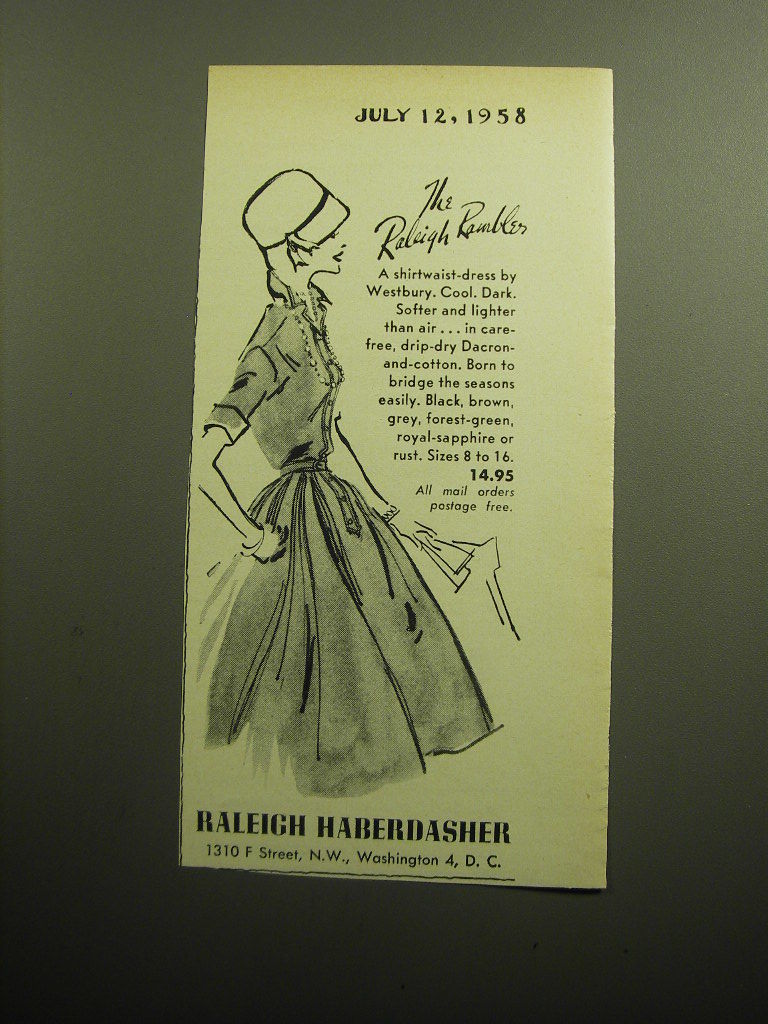 JULY 12, 1958
The
Raleigh Rambler
A shirtwaist-dress by
Westbury. Cool. Dark.
Softer and lighter
than air ... in care-
free, drip-dry Dacron-
and-cotton. Born to
bridge the seasons
easily. Black, brown,
grey, forest-green,
royal-sapphire or
rust. Sizes 8 to 16.
14.95
All mail orders
postage free.
RALEIGH HABERDASHER
1310 F Street, N.W., Washington 4, D. C.